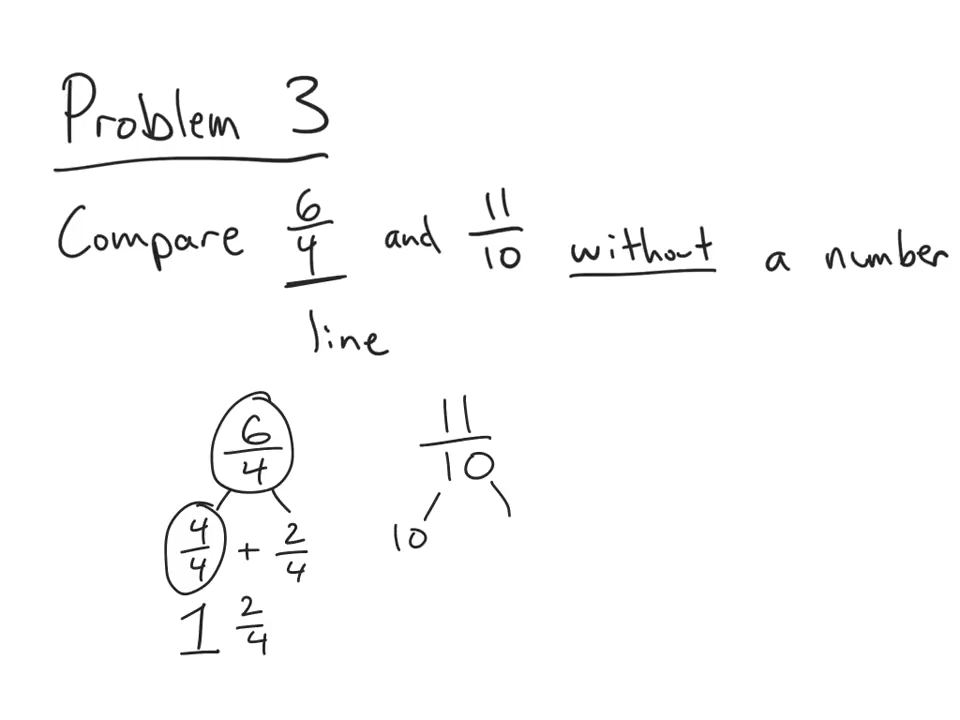 Problem 3
Compare 6/4 and 11/10 without a number
line
6/4 11/10
4/4 + 2/4 10
1 2/4